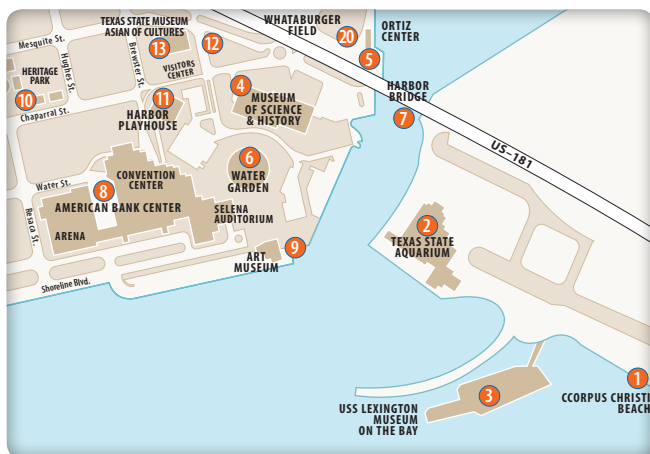 TEXAS STATE MUSEUM
ASIAN OF CULTURES
13
12
VISITORS
CENTER
WHATABURGER
FIELD
20
ORTIZ
CENTER
5
Mesquite St.
Hughes St.
Brewster St.
HERITAGE
PARK
10
Chaparral St.
11
HARBOR
PLAYHOUSE
4
MUSEUM
OF SCIENCE
& HISTORY
HARBOR
BRIDGE
7
US-181
6
WATER
GARDEN
Water St.
CONVENTION
CENTER
8
AMERICAN BANK CENTER
SELENA
AUDITORIUM
ARENA
Resaca St.
9
ART
MUSEUM
Shoreline Blvd.
2
TEXAS STATE
AQUARIUM
3
USS LEXINGTON
MUSEUM
ON THE BAY
1
CCORPUS CHRISTI
BEACH